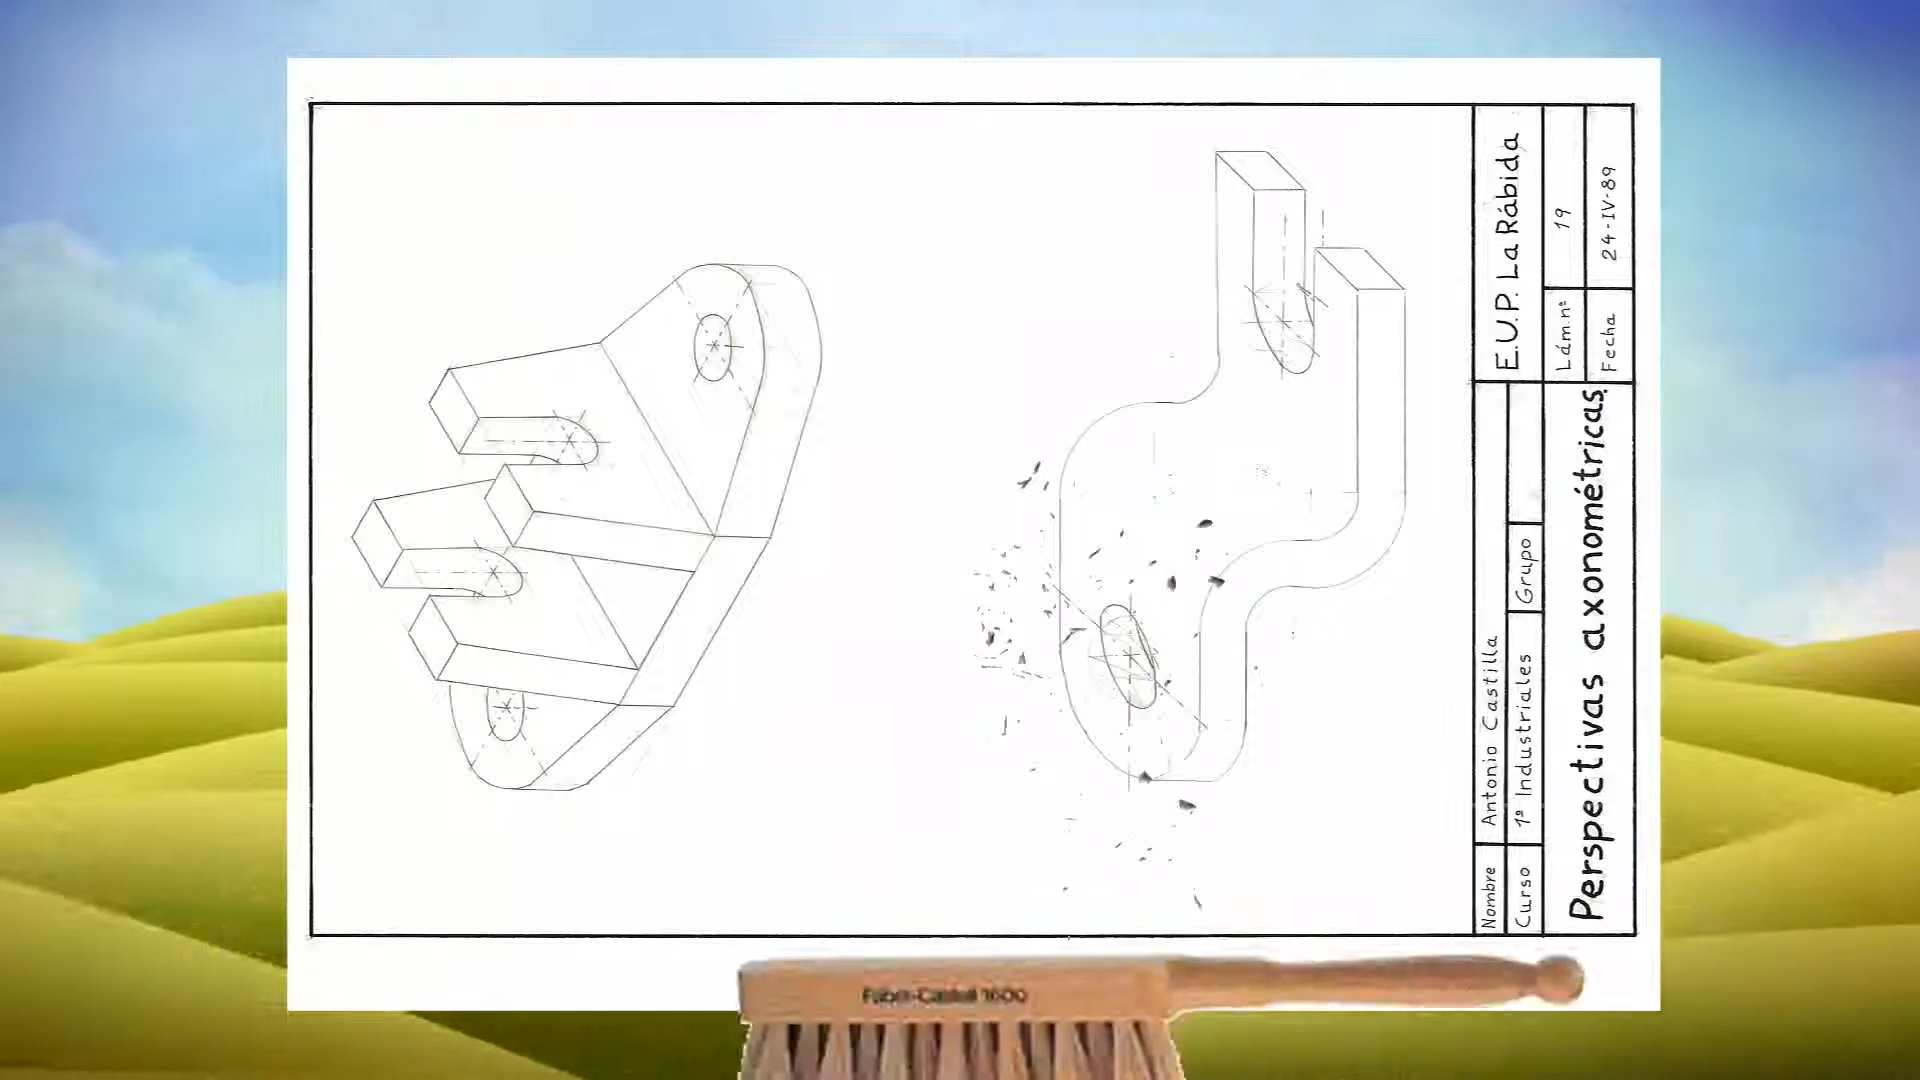 E.U.P. La Rábida
Lám.nº 19
Fecha 24-IV-89
Nombre Antonio Castilla
Curso 1º Industriales Grupo
Perspectivas axonométricas.
Faber-Castell 1600